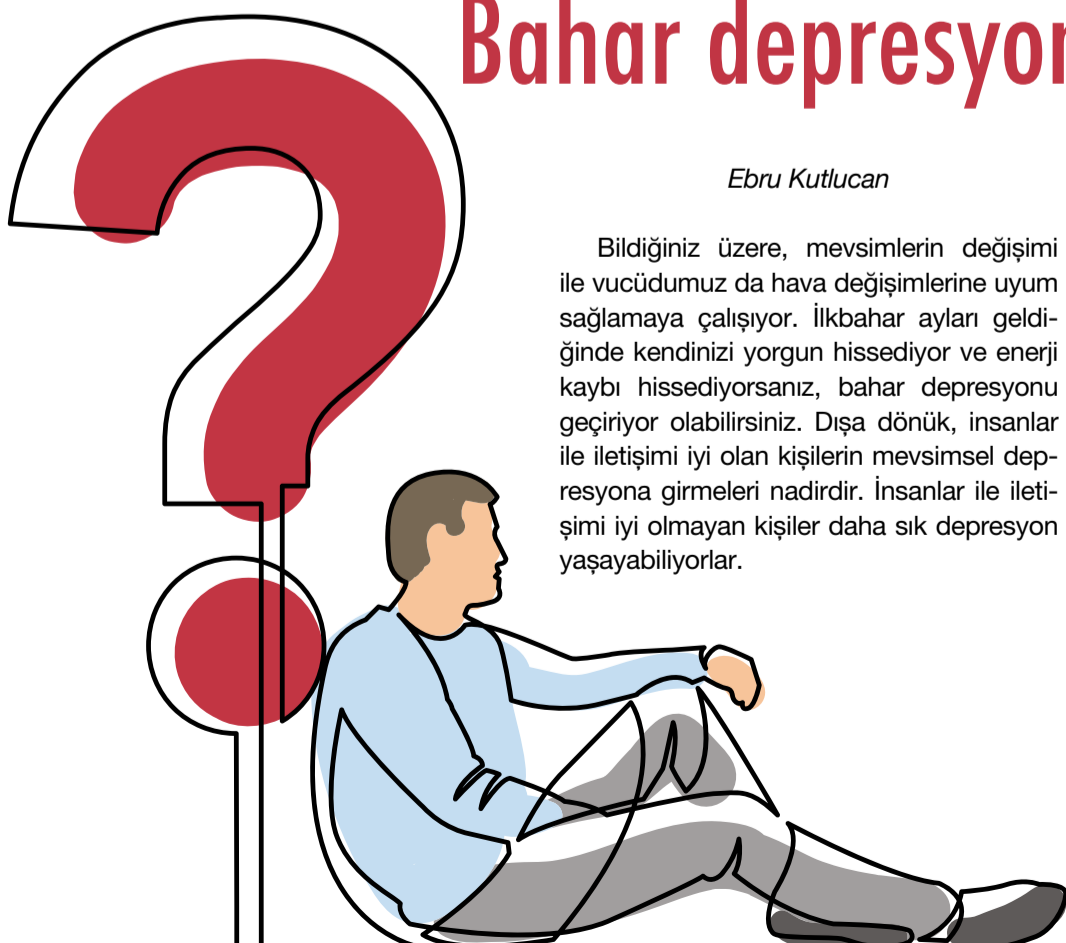 Bahar depresyon
Ebru Kutlucan
Bildiğiniz üzere, mevsimlerin değişimi
ile vucüdumuz da hava değişimlerine uyum
sağlamaya çalışıyor. İlkbahar ayları geldi-
ğinde kendinizi yorgun hissediyor ve enerji
kaybı hissediyorsanız, bahar depresyonu
geçiriyor olabilirsiniz. Dışa dönük, insanlar
ile iletişimi iyi olan kişilerin mevsimsel dep-
resyona girmeleri nadirdir. İnsanlar ile ileti-
şimi iyi olmayan kişiler daha sık depresyon
yaşayabiliyorlar.